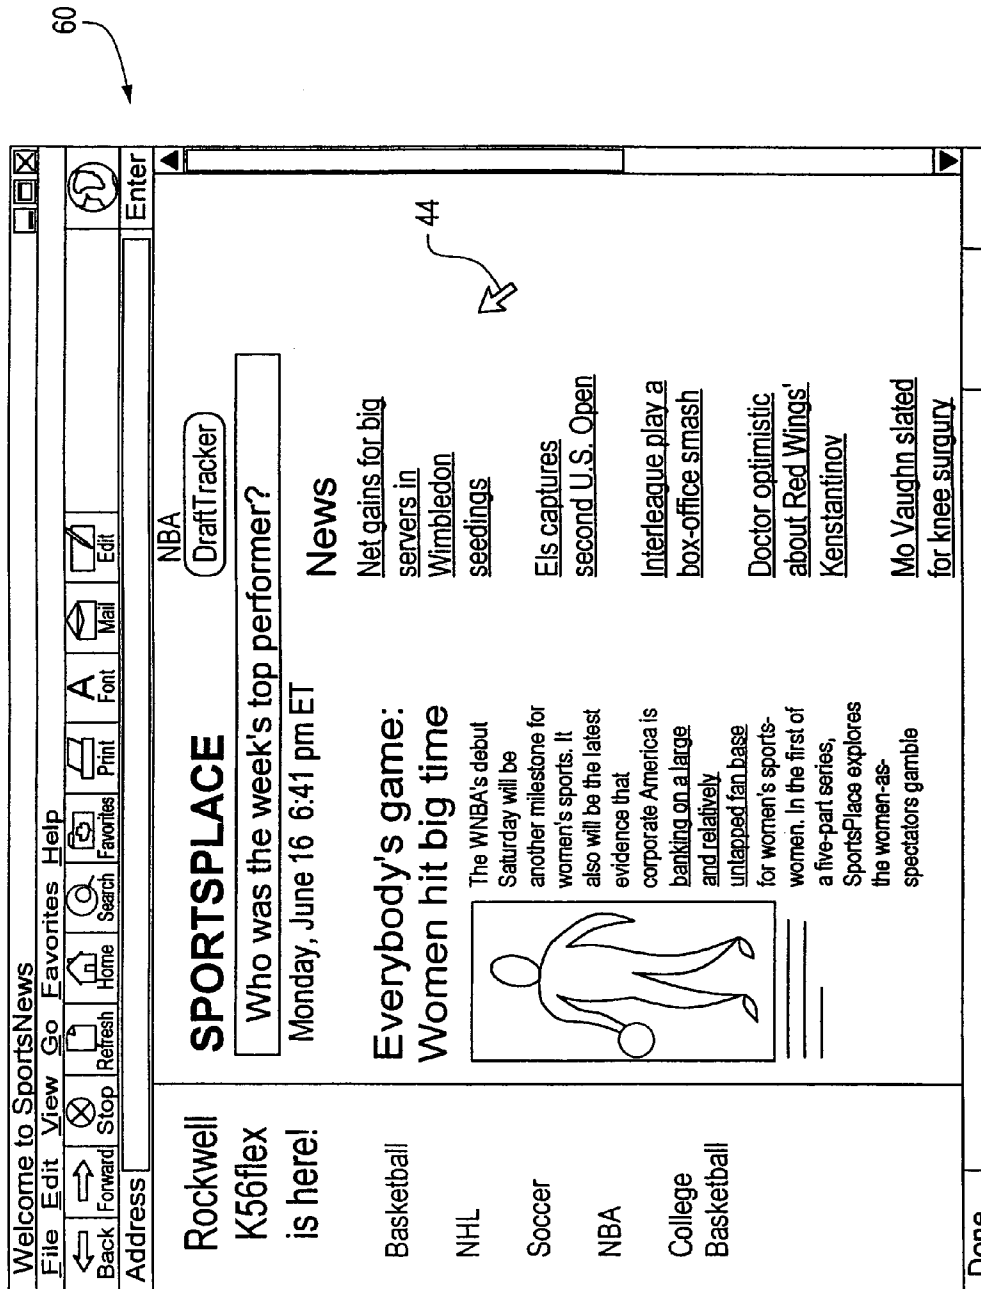 60
Welcome to SportsNews
File Edit View Go Favorites Help
Back Forward Stop Refresh Home Search Favorites Print Font Mail Edit
Address Enter
Rockwell
K56flex
is here!
Basketball
NHL
Soccer
NBA
College
Basketball
SPORTSPLACE
NBA
DraftTracker
Who was the week's top performer?
Monday, June 16 6:41 pm ET
Everybody's game:
Women hit big time
The WNBA's debut
Saturday will be
another milestone for
women's sports. It
also will be the latest
evidence that
corporate America is
banking on a large
and relatively
untapped fan base
for women's sports-
women. In the first of
a five-part series,
SportsPlace explores
the women-as-
spectators gamble
News
Net gains for big
servers in
Wimbledon
seedings
Els captures
second U.S. Open
Interleague play a
box-office smash
Doctor optimistic
about Red Wings'
Kenstantinov
Mo Vaughn slated
for knee surgury
44
Done